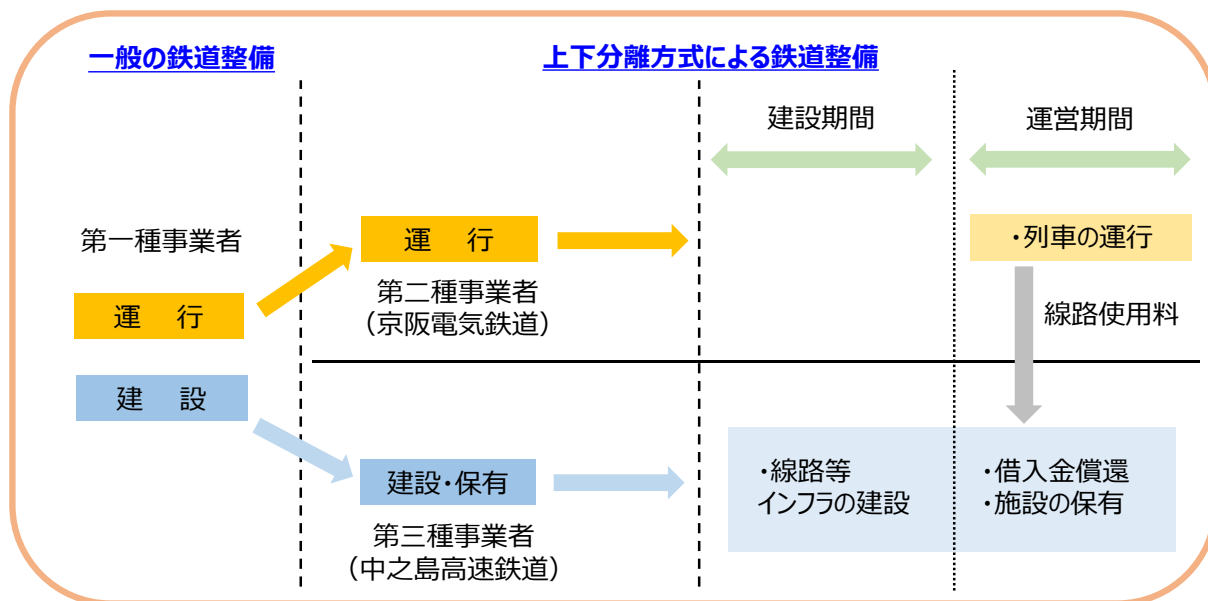 一般の鉄道整備
上下分離方式による鉄道整備
建設期間
運営期間
第一種事業者
運　行
建　設
運　行
第二種事業者
（京阪電気鉄道）
・列車の運行
線路使用料
建設・保有
第三種事業者
（中之島高速鉄道）
・線路等
インフラの建設
・借入金償還
・施設の保有